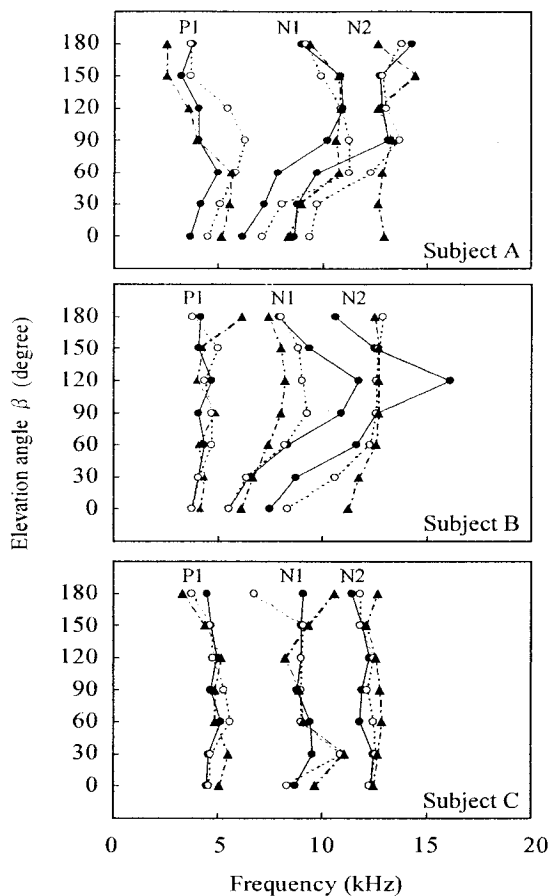 P1 N1 N2
180
150
120
90
60
30
0
Subject A
P1 N1 N2
180
150
120
90
60
30
0
Subject B
P1 N1 N2
180
150
120
90
60
30
0
Subject C
0 5 10 15 20
Frequency (kHz)
Elevation angle β (degree)